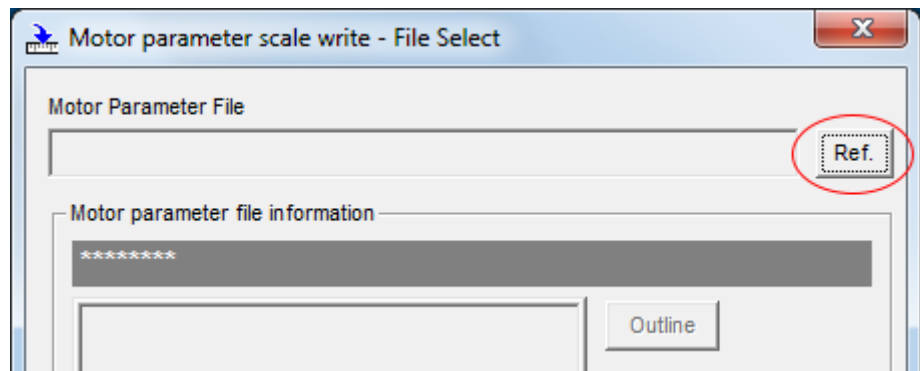 Motor parameter scale write - File Select
Motor Parameter File
Ref.
Motor parameter file information
********
Outline